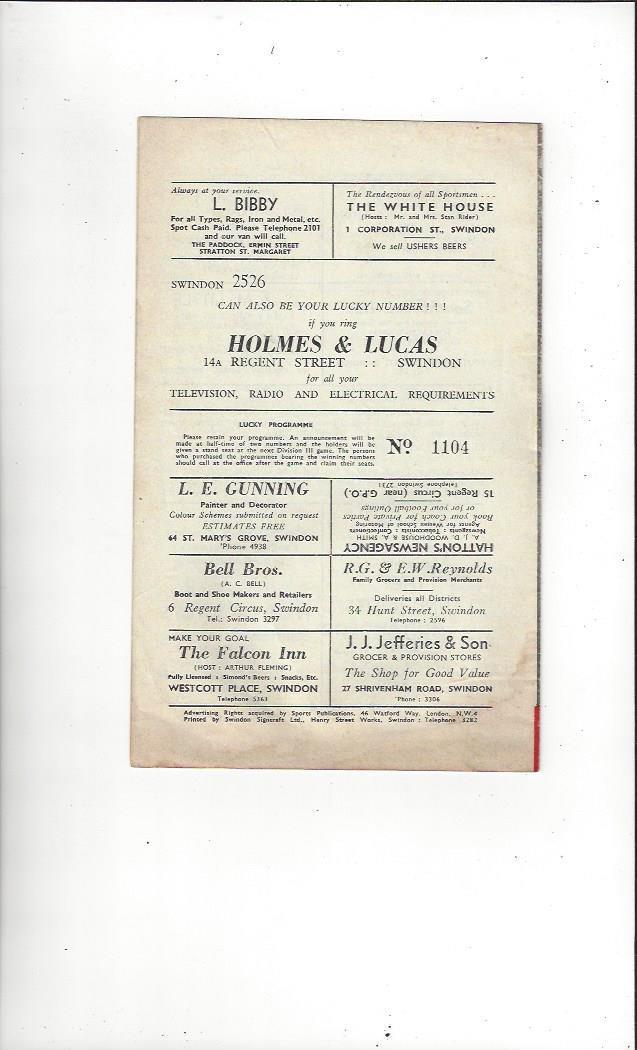 Always at your service.
L. BIBBY
For all Types, Rags, Iron and Metal, etc.
Spot Cash Paid. Please Telephone 2101
and our van will call.
THE PADDOCK, ERMIN STREET
STRATTON ST. MARGARET
The Rendezvous of all Sportsmen . . .
THE WHITE HOUSE
(Hosts : Mr. and Mrs. Stan Rider)
1 CORPORATION ST., SWINDON
We sell USHERS BEERS
SWINDON 2526
CAN ALSO BE YOUR LUCKY NUMBER ! ! !
if you ring
HOLMES & LUCAS
14A REGENT STREET :: SWINDON
for all your
TELEVISION, RADIO AND ELECTRICAL REQUIREMENTS
LUCKY PROGRAMME
Please retain your programme. An announcement will be
made at half-time of two numbers and the holders will be
given a stand seat at the next Division III game. The persons
who purchased the programmes bearing the winning numbers
should call at the office after the game and claim their seats.
No. 1104
L. E. GUNNING
Painter and Decorator
Colour Schemes submitted on request
ESTIMATES FREE
64 ST. MARY'S GROVE, SWINDON
'Phone 4938
HATTON'S NEWSAGENCY
A. J. D. WOODHOUSE & A. SMITH
Newsagents : Tobacconists : Confectioners
Agents for Wessex School of Motoring
Book your Coach for Private Parties
or for your Football Outings
15 Regent Circus (near G.P.O.)
Telephone Swindon 2731
Bell Bros.
(A. C. BELL)
Boot and Shoe Makers and Retailers
6 Regent Circus, Swindon
Tel.: Swindon 3297
R.G. & E.W.Reynolds
Family Grocers and Provision Merchants
Deliveries all Districts
34 Hunt Street, Swindon
Telephone : 2596
MAKE YOUR GOAL
The Falcon Inn
(HOST : ARTHUR FLEMING)
Fully Licensed : Simond's Beers : Snacks, Etc.
WESTCOTT PLACE, SWINDON
Telephone 5363
J. J. Jefferies & Son
GROCER & PROVISION STORES
The Shop for Good Value
27 SHRIVENHAM ROAD, SWINDON
'Phone : 3306
Advertising Rights acquired by Sports Publications, 46 Watford Way, London, N.W.4
Printed by Swindon Signcraft Ltd., Henry Street Works, Swindon : Telephone 3282